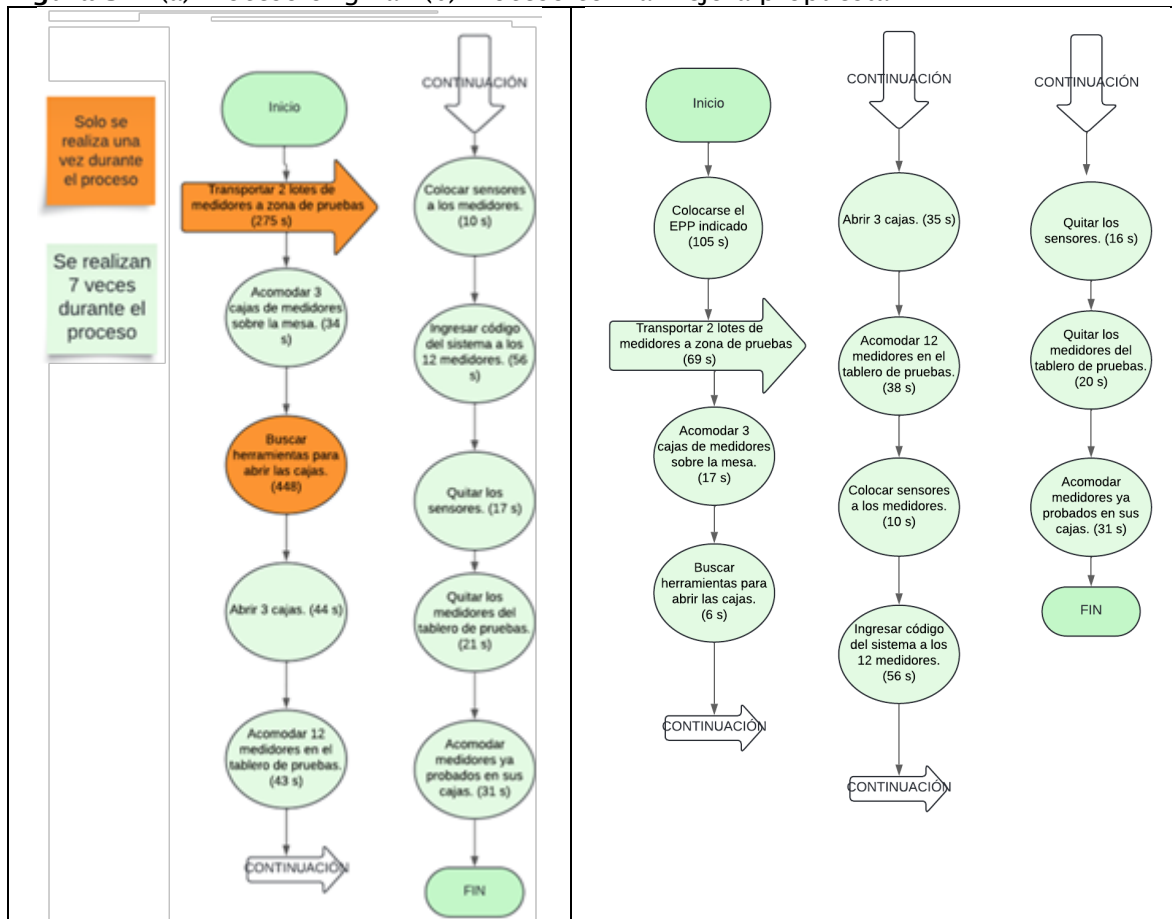 Solo se
realiza una
vez durante
el proceso
Se realizan
7 veces
durante el
proceso
Inicio
Transportar 2 lotes de
medidores a zona de pruebas
(275 s)
Acomodar 3
cajas de medidores
sobre la mesa. (34
s)
Buscar
herramientas para
abrir las cajas.
(448)
Abrir 3 cajas. (44 s)
Acomodar 12
medidores en el
tablero de pruebas.
(43 s)
CONTINUACIÓN
CONTINUACIÓN
Colocar sensores
a los medidores.
(10 s)
Ingresar código
del sistema a los
12 medidores. (56
s)
Quitar los
sensores. (17 s)
Quitar los
medidores del
tablero de pruebas.
(21 s)
Acomodar
medidores ya
probados en sus
cajas. (31 s)
FIN
Inicio
Colocarse el
EPP indicado
(105 s)
Transportar 2 lotes de
medidores a zona de pruebas
(69 s)
Acomodar 3
cajas de medidores
sobre la mesa.
(17 s)
Buscar
herramientas para
abrir las cajas.
(6 s)
CONTINUACIÓN
CONTINUACIÓN
Abrir 3 cajas. (35 s)
Acomodar 12
medidores en el
tablero de pruebas.
(38 s)
Colocar sensores
a los medidores.
(10 s)
Ingresar código
del sistema a los
12 medidores.
(56 s)
CONTINUACIÓN
CONTINUACIÓN
Quitar los
sensores. (16 s)
Quitar los
medidores del
tablero de pruebas.
(20 s)
Acomodar
medidores ya
probados en sus
cajas. (31 s)
FIN